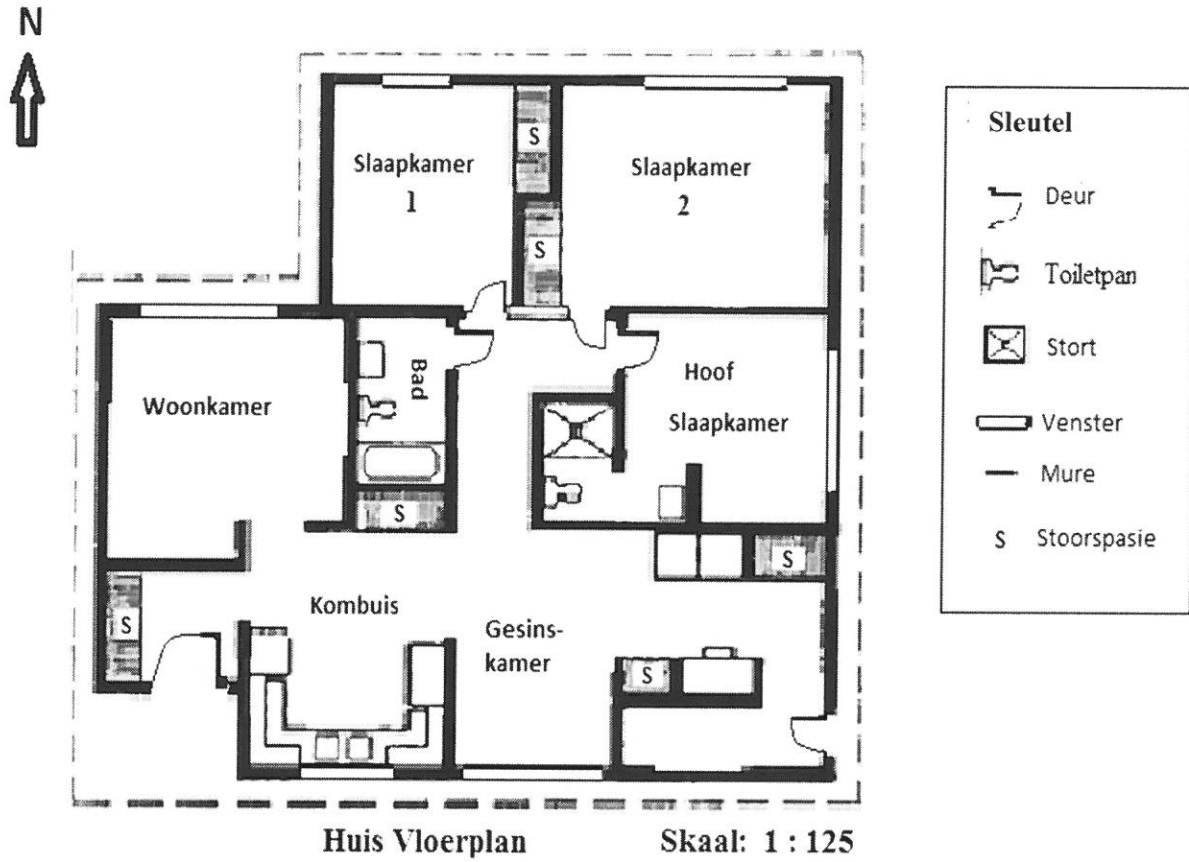 N
Slaapkamer
1
S
Slaapkamer
2
S
Woonkamer
Bad
Hoof
Slaapkamer
S
S
Kombuis
S
Gesins-
kamer
S
Sleutel
Deur
Toiletpan
Stort
Venster
Mure
S Stoorspasie
Huis Vloerplan Skaal: 1 : 125